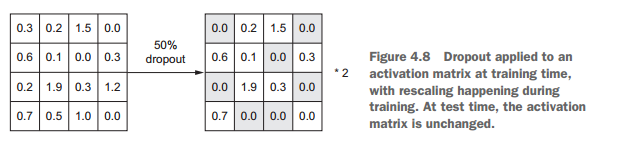 0.3 0.2 1.5 0.0
0.6 0.1 0.0 0.3
0.2 1.9 0.3 1.2
0.7 0.5 1.0 0.0
50%
dropout
0.0 0.2 1.5 0.0
0.6 0.1 0.0 0.3
0.0 1.9 0.3 0.0
0.7 0.0 0.0 0.0
* 2
Figure 4.8 Dropout applied to an
activation matrix at training time,
with rescaling happening during
training. At test time, the activation
matrix is unchanged.